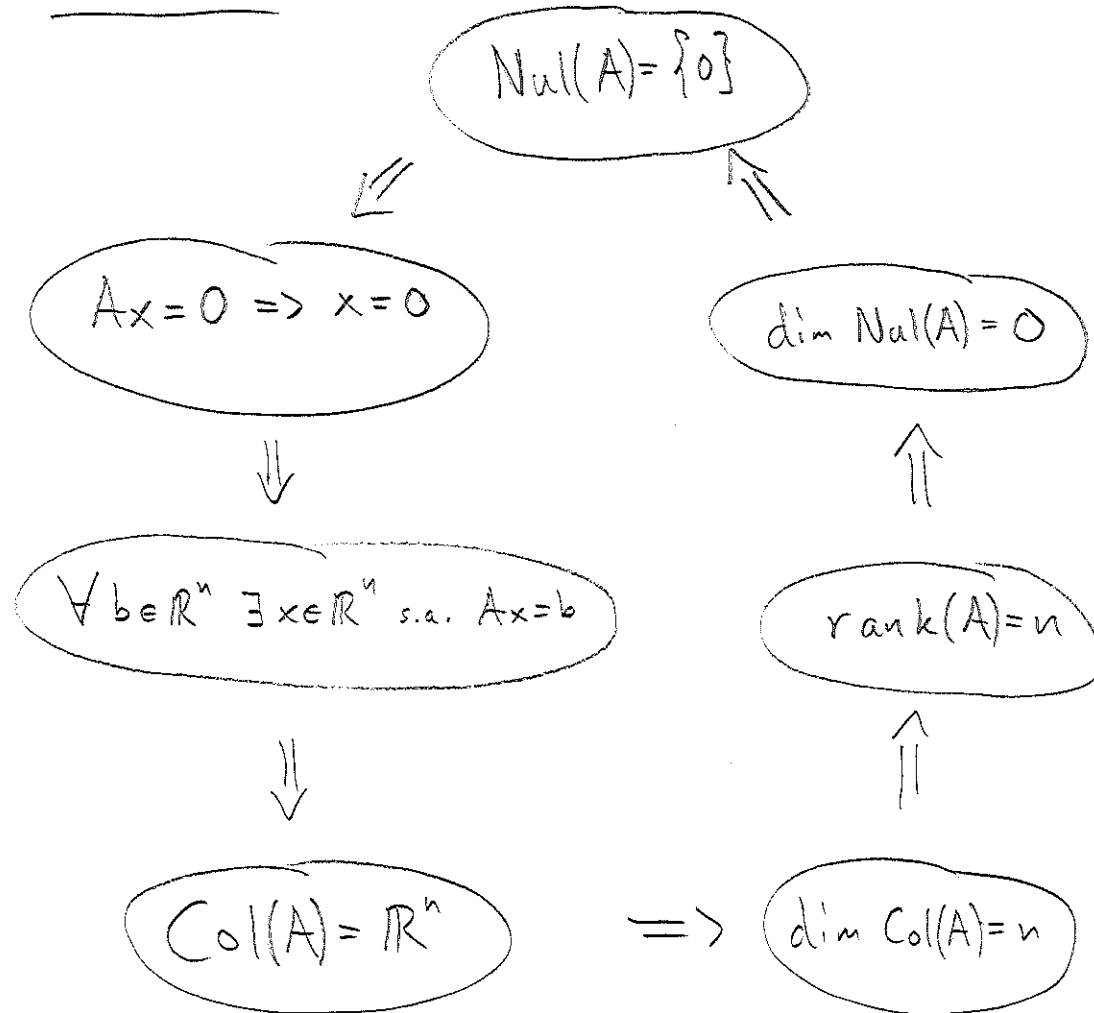 Nul(A)={0}
⇙ ⇖
Ax=0 => x=0
dim Nul(A)=0
⇓ ⇑
∀ b∈ℝⁿ ∃ x∈ℝⁿ s.a. Ax=b
rank(A)=n
⇓ ⇑
Col(A)=ℝⁿ => dim Col(A)=n